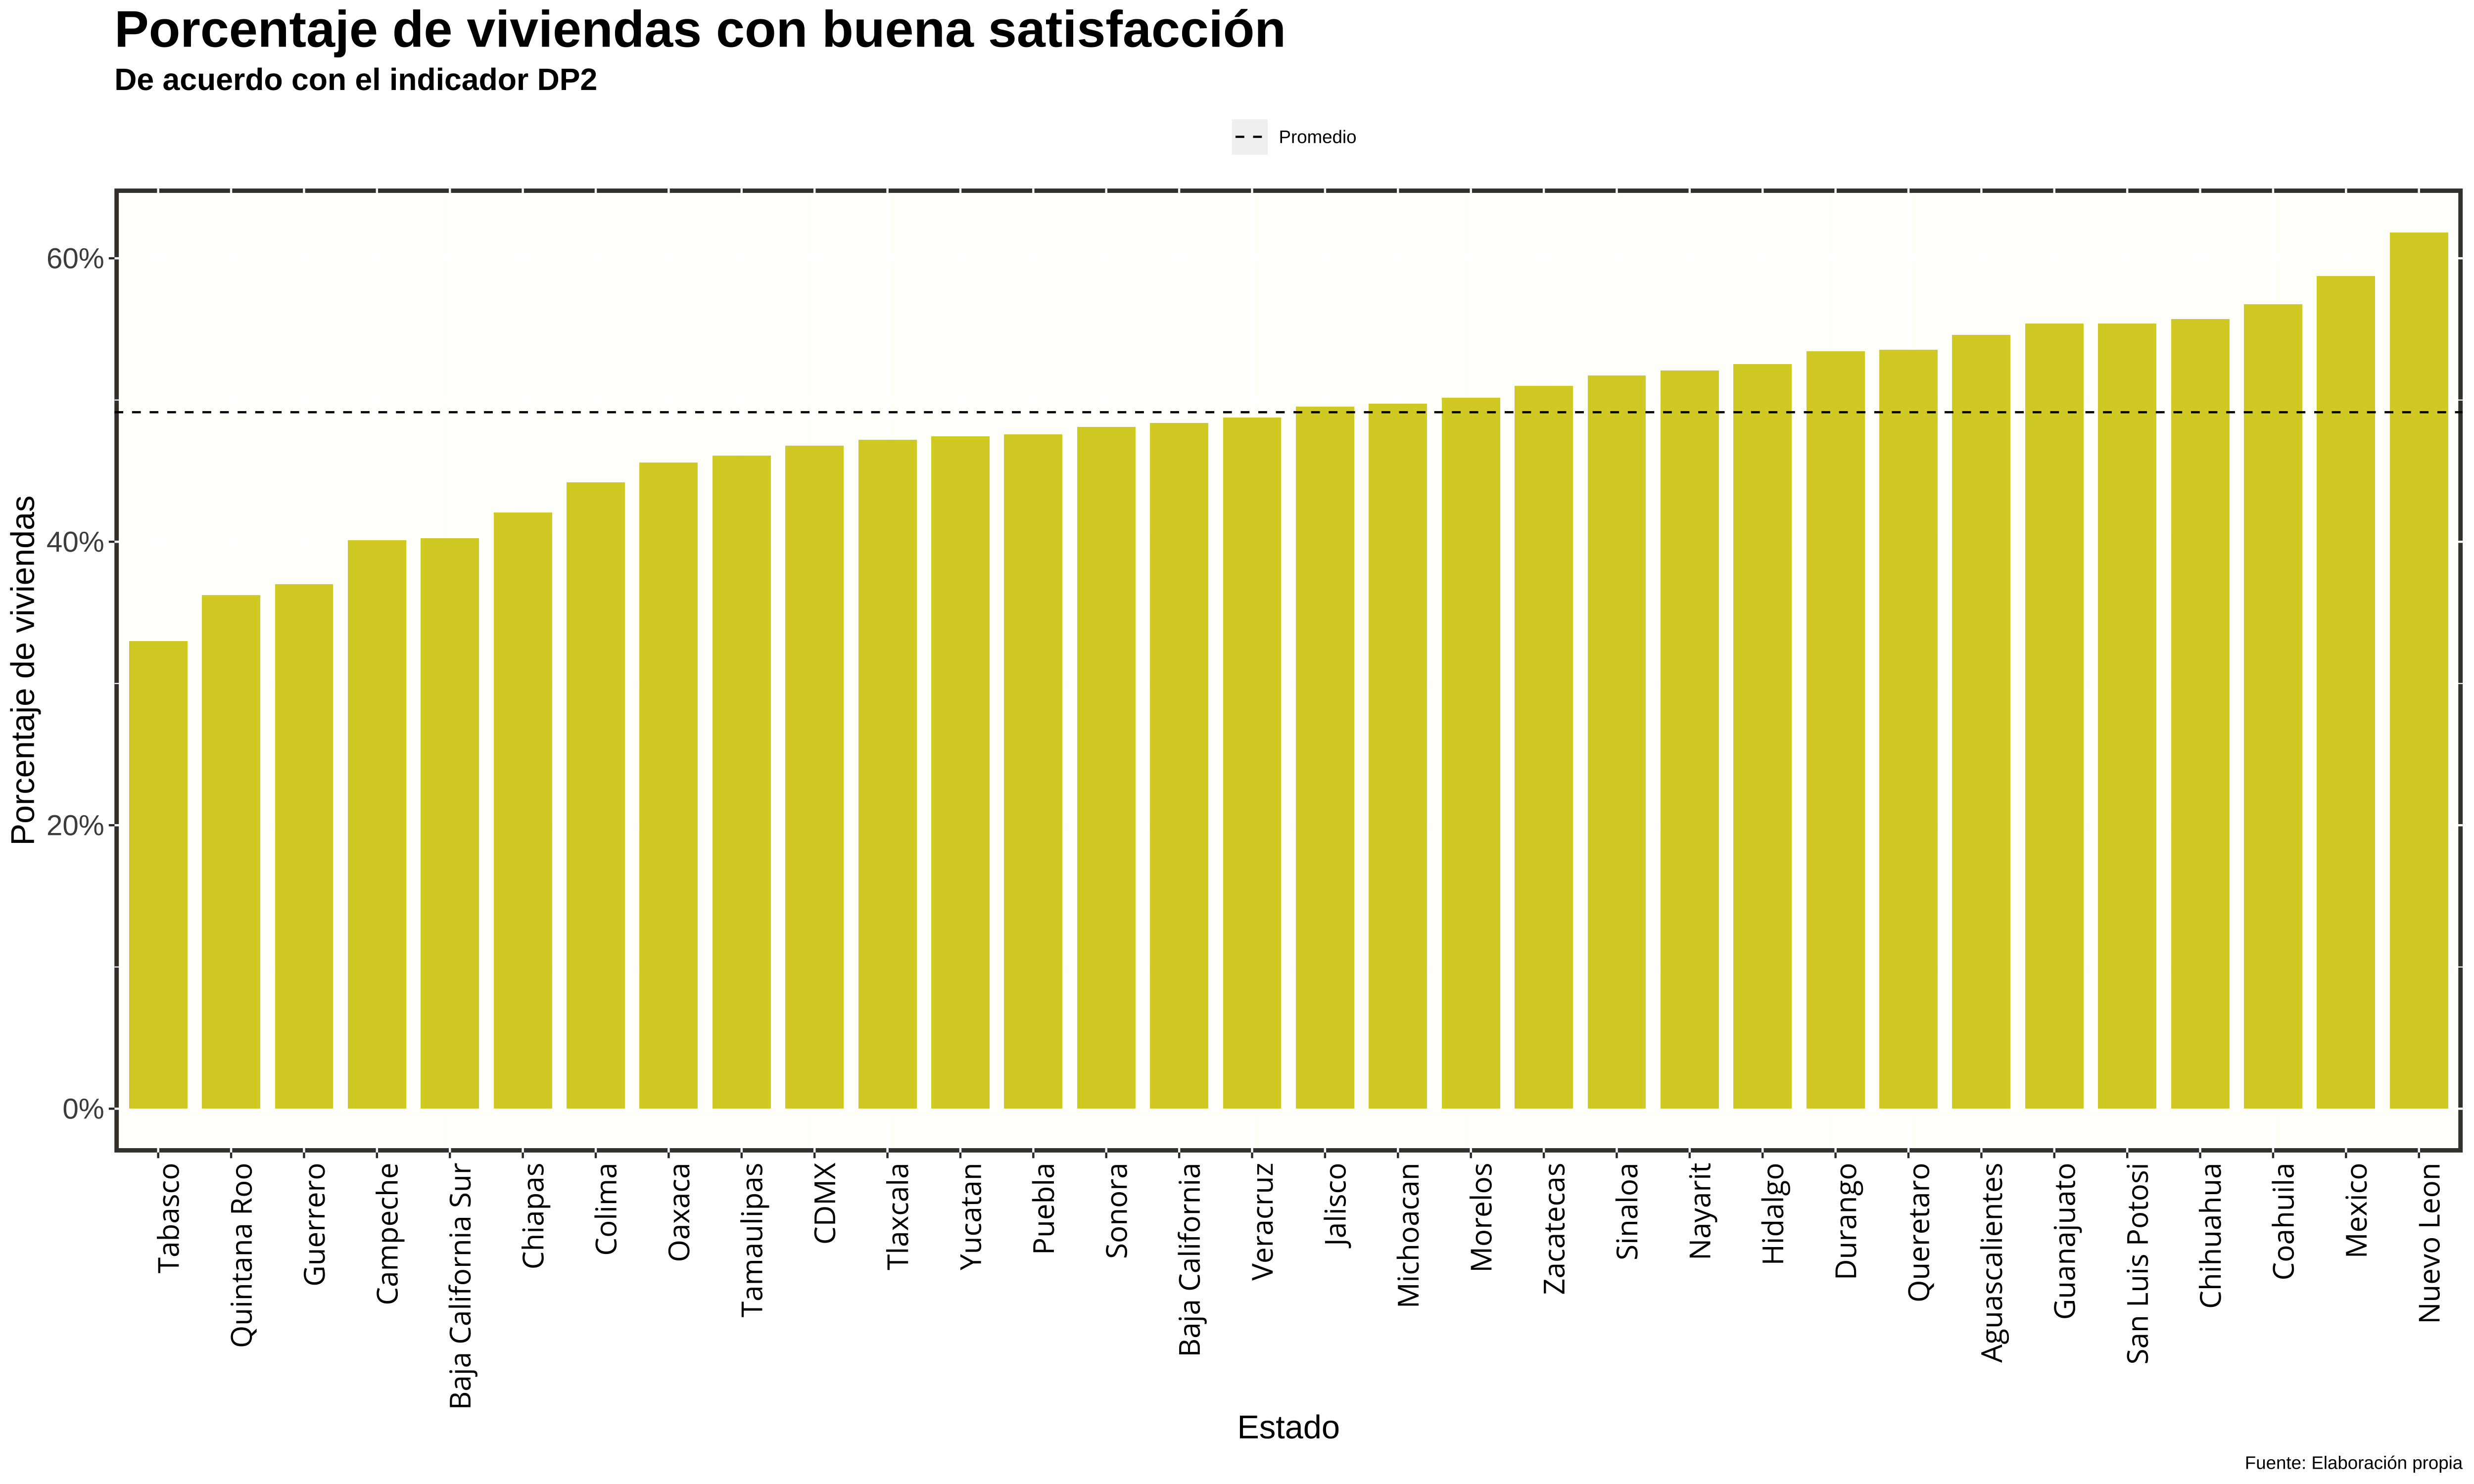 Porcentaje de viviendas con buena satisfacción
De acuerdo con el indicador DP2
Promedio
Porcentaje de viviendas
60%
40%
20%
0%
Tabasco
Quintana Roo
Guerrero
Campeche
Baja California Sur
Chiapas
Colima
Oaxaca
Tamaulipas
CDMX
Tlaxcala
Yucatan
Puebla
Sonora
Baja California
Veracruz
Jalisco
Michoacan
Morelos
Zacatecas
Sinaloa
Nayarit
Hidalgo
Durango
Queretaro
Aguascalientes
Guanajuato
San Luis Potosi
Chihuahua
Coahuila
Mexico
Nuevo Leon
Estado
Fuente: Elaboración propia